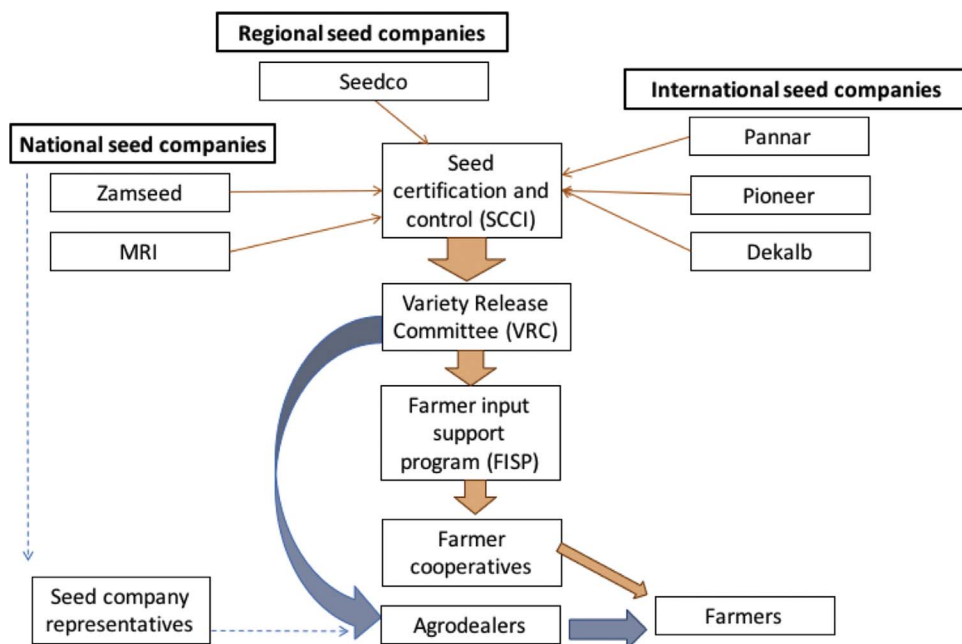 Regional seed companies
Seedco
International seed companies
National seed companies
Pannar
Seed
certification and
control (SCCI)
Zamseed
Pioneer
MRI
Dekalb
Variety Release
Committee (VRC)
Farmer input
support
program (FISP)
Farmer
cooperatives
Seed company
representatives
Agrodealers
Farmers